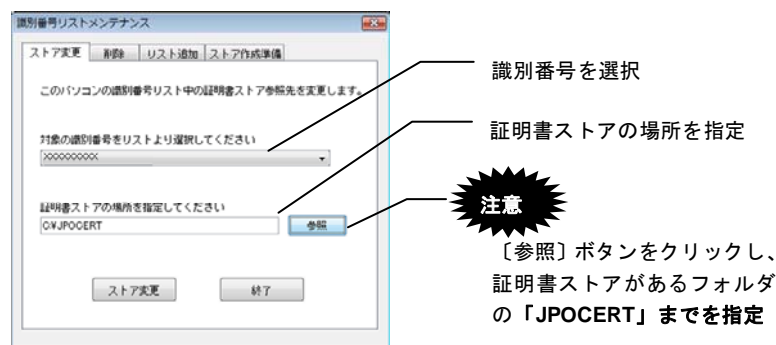 識別番号リストメンテナンス
ストア変更 削除 リスト追加 ストア作成準備
このパソコンの識別番号リスト中の証明書ストア参照先を変更します。
対象の識別番号をリストより選択してください
XXXXXXXXXX
証明書ストアの場所を指定してください
C:¥JPOCERT
参照
ストア変更 終了
識別番号を選択
証明書ストアの場所を指定
注意
〔参照〕ボタンをクリックし、
証明書ストアがあるフォルダ
の「JPOCERT」までを指定